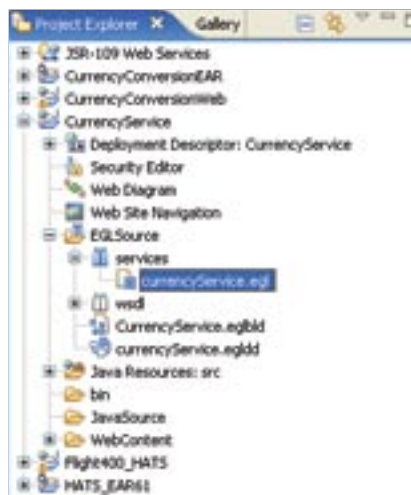 Project Explorer Gallery
JSR-109 Web Services
CurrencyConversionEAR
CurrencyConversionWeb
CurrencyService
Deployment Descriptor: CurrencyService
Security Editor
Web Diagram
Web Site Navigation
EGLSource
services
currencyService.egl
wsdl
CurrencyService.eglbld
currencyService.egldd
Java Resources: src
bin
JavaSource
WebContent
Flight400_HATS
HATS_EAR61